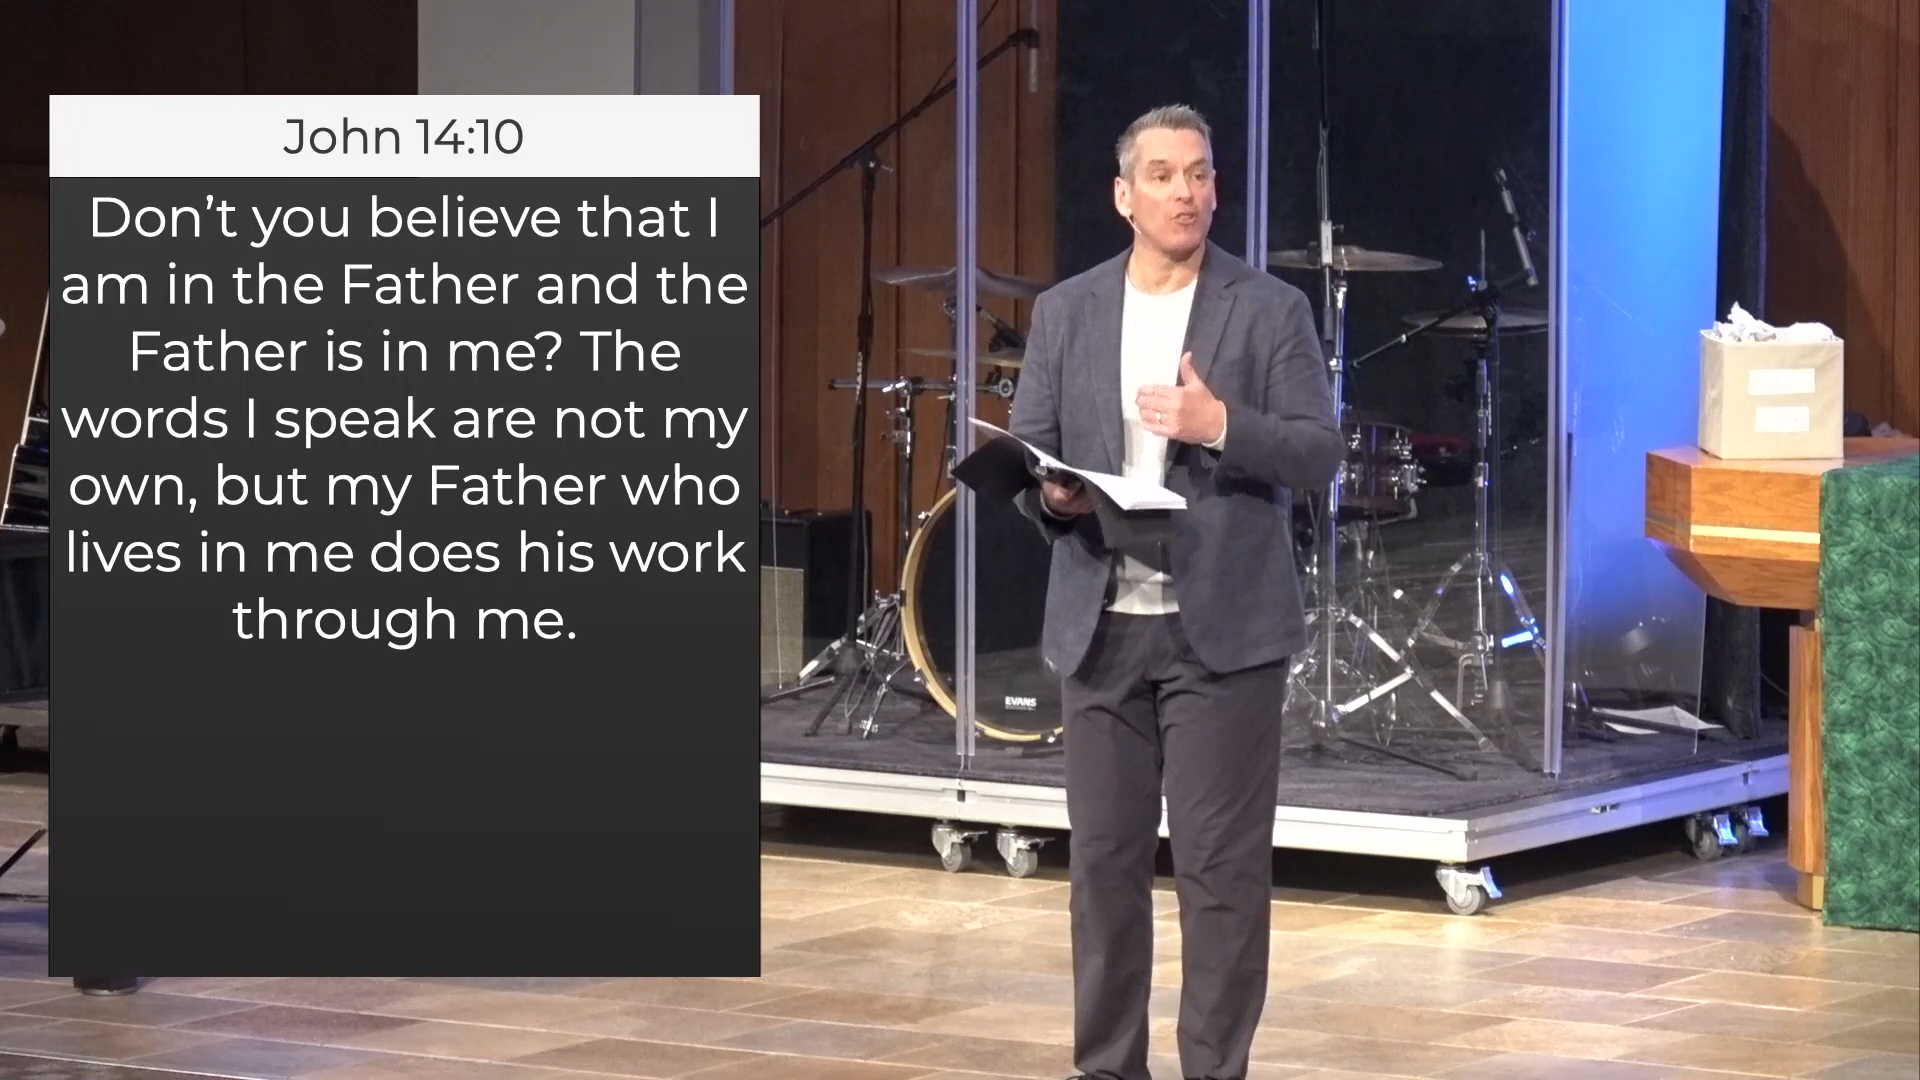 John 14:10
Don’t you believe that I
am in the Father and the
Father is in me? The
words I speak are not my
own, but my Father who
lives in me does his work
through me.
EVANS